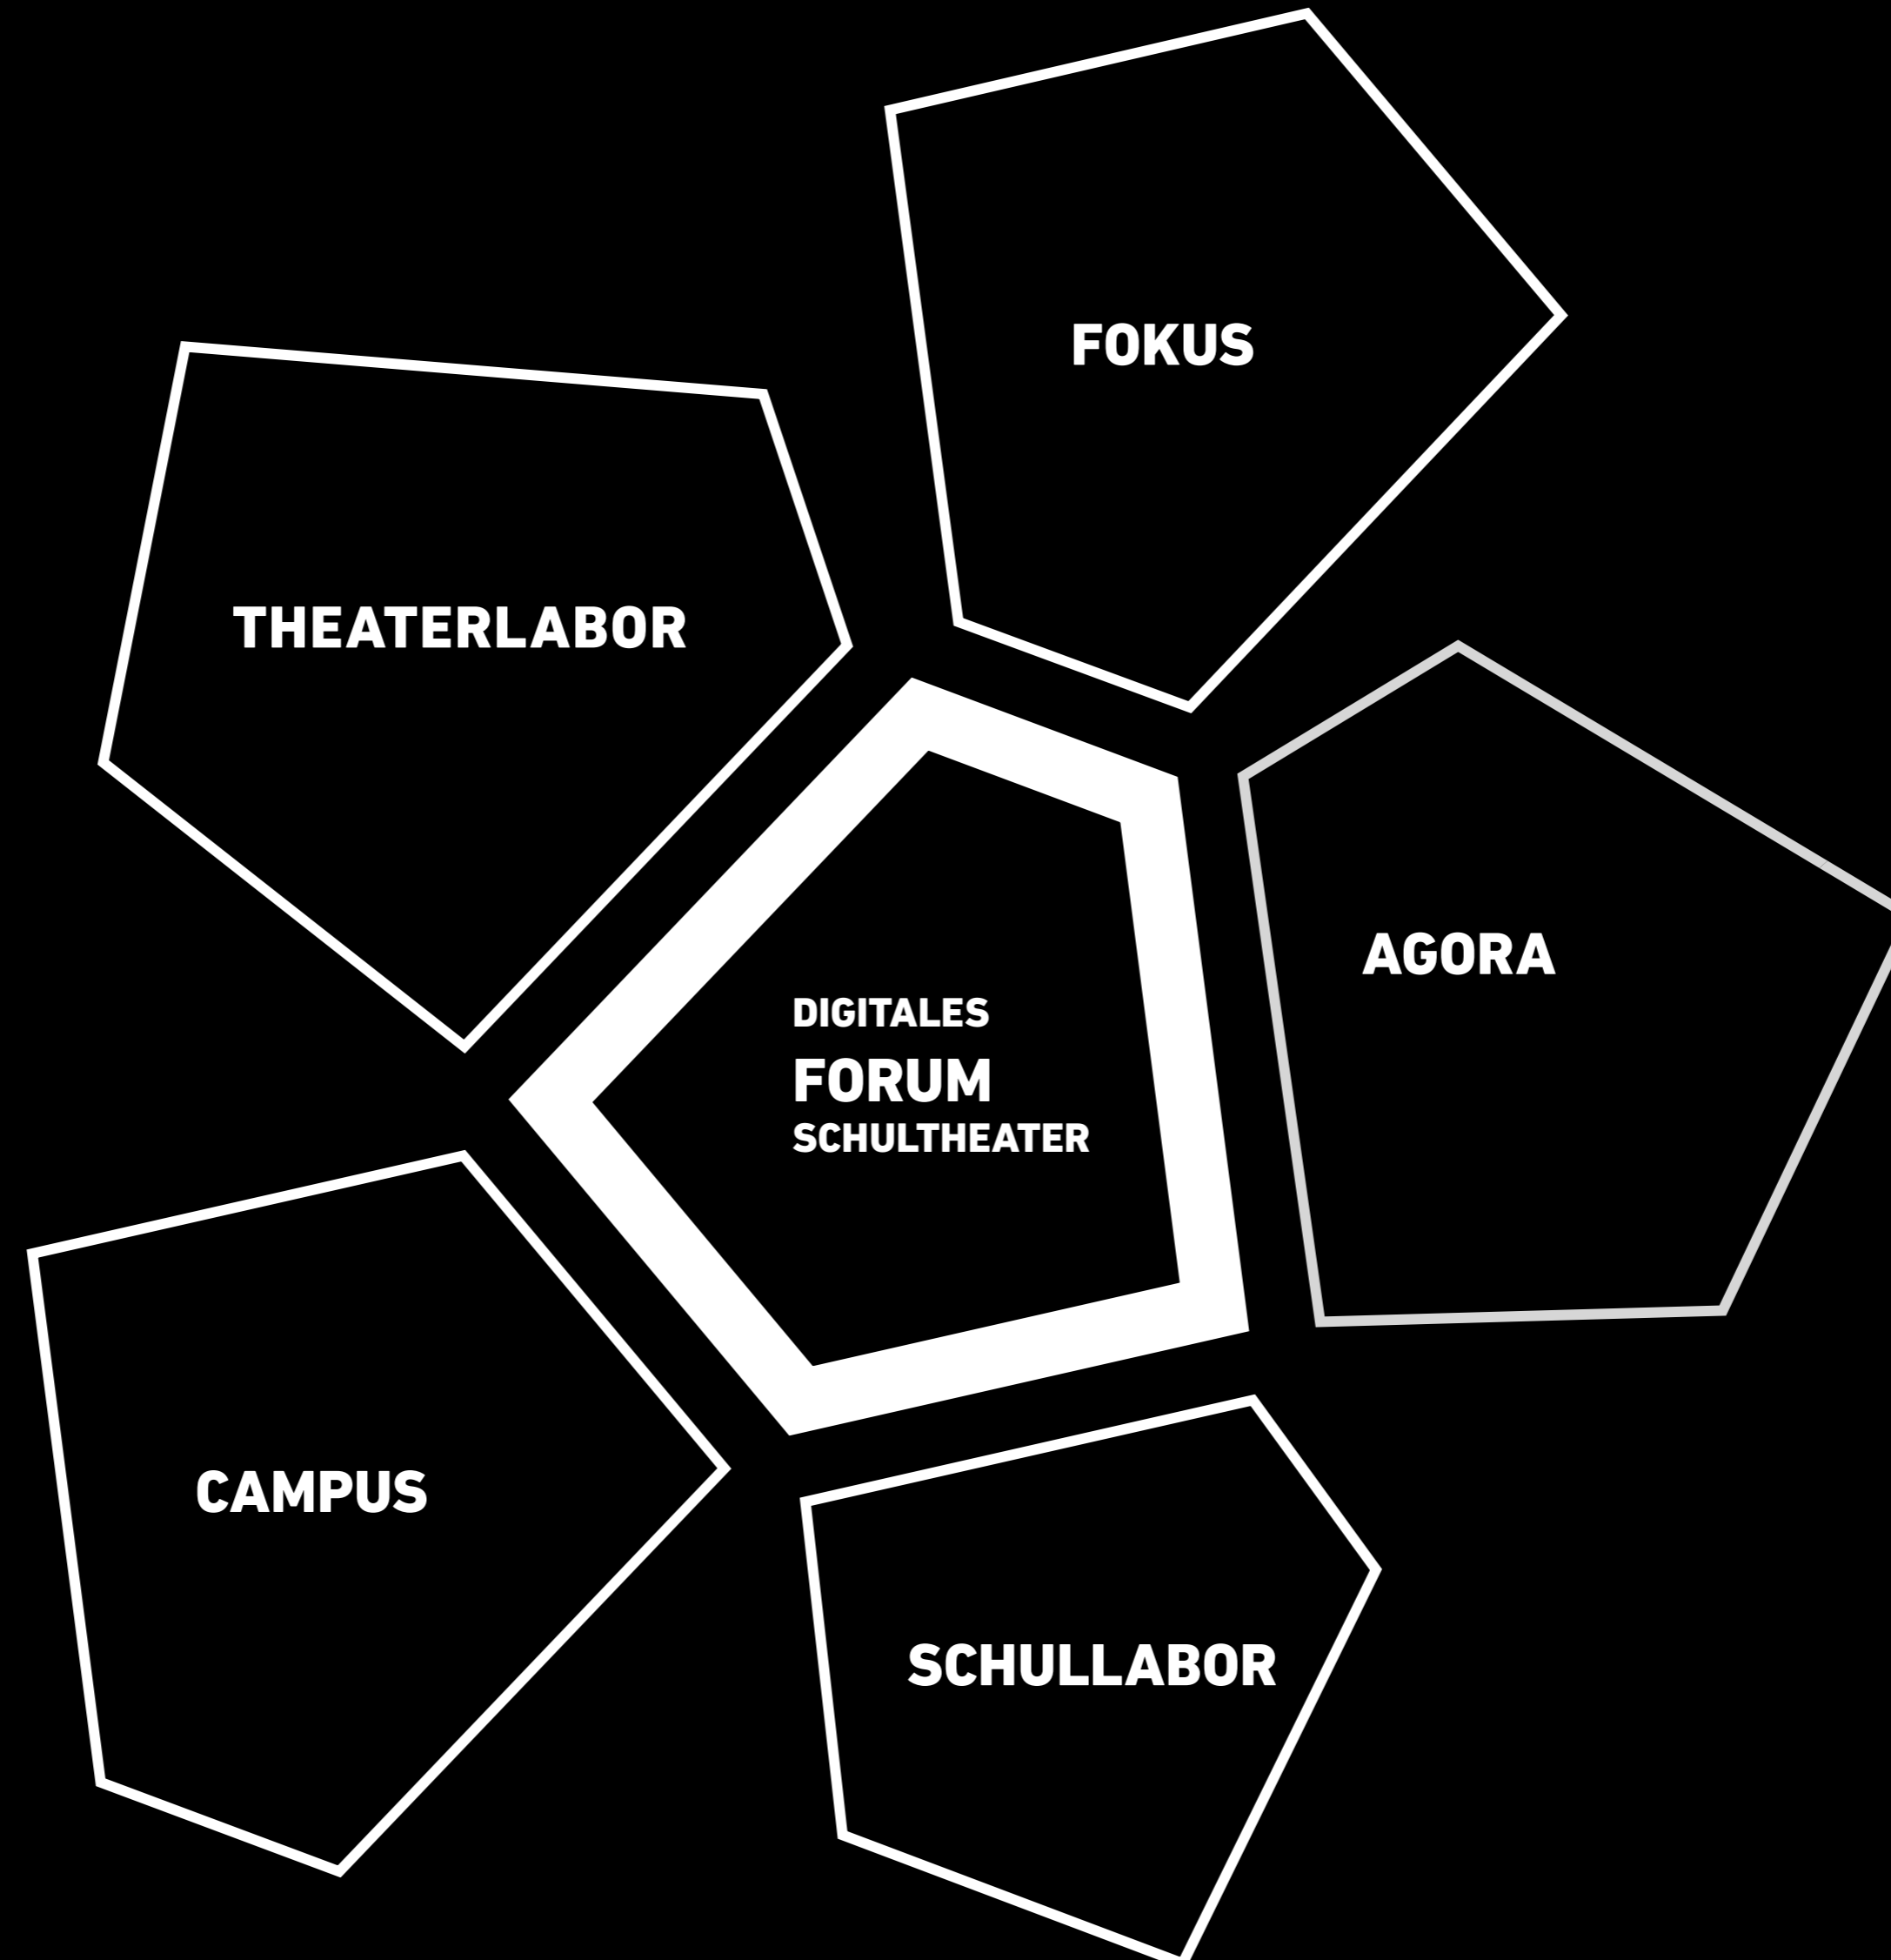 FOKUS
THEATERLABOR
AGORA
DIGITALES
FORUM
SCHULTHEATER
CAMPUS
SCHULLABOR